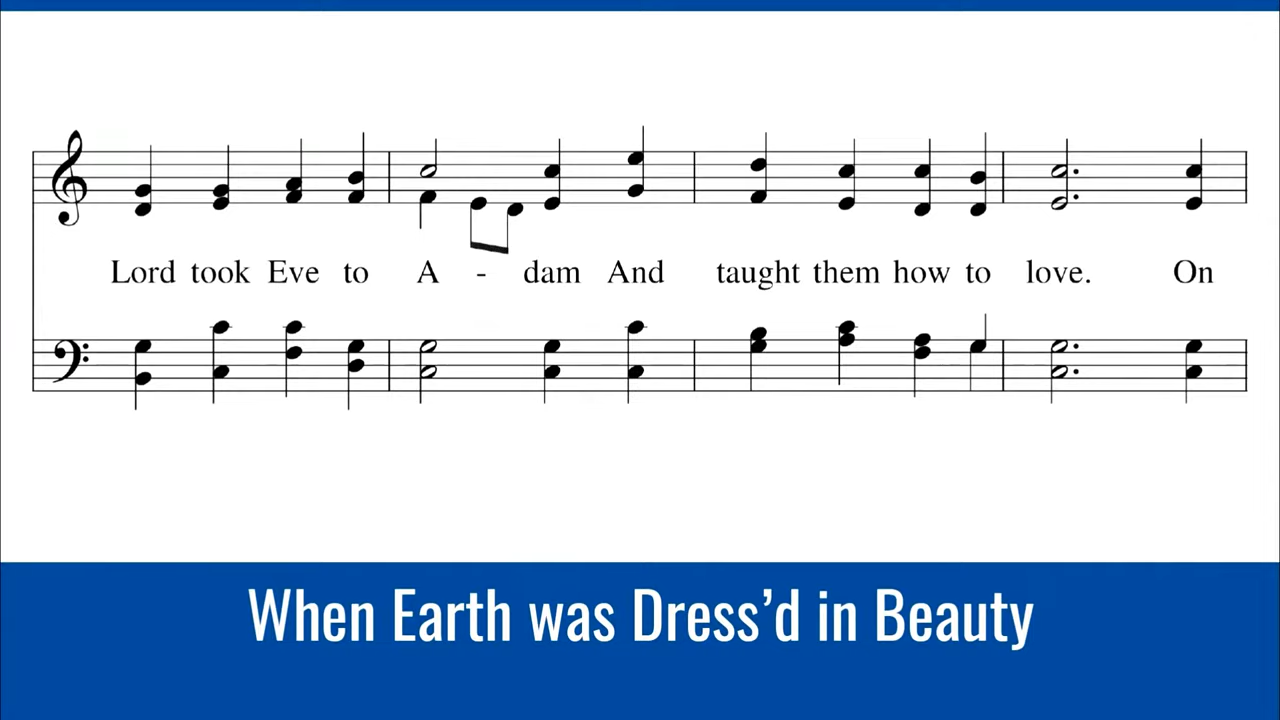 Lord took Eve to A - dam And taught them how to love. On
When Earth was Dress’d in Beauty